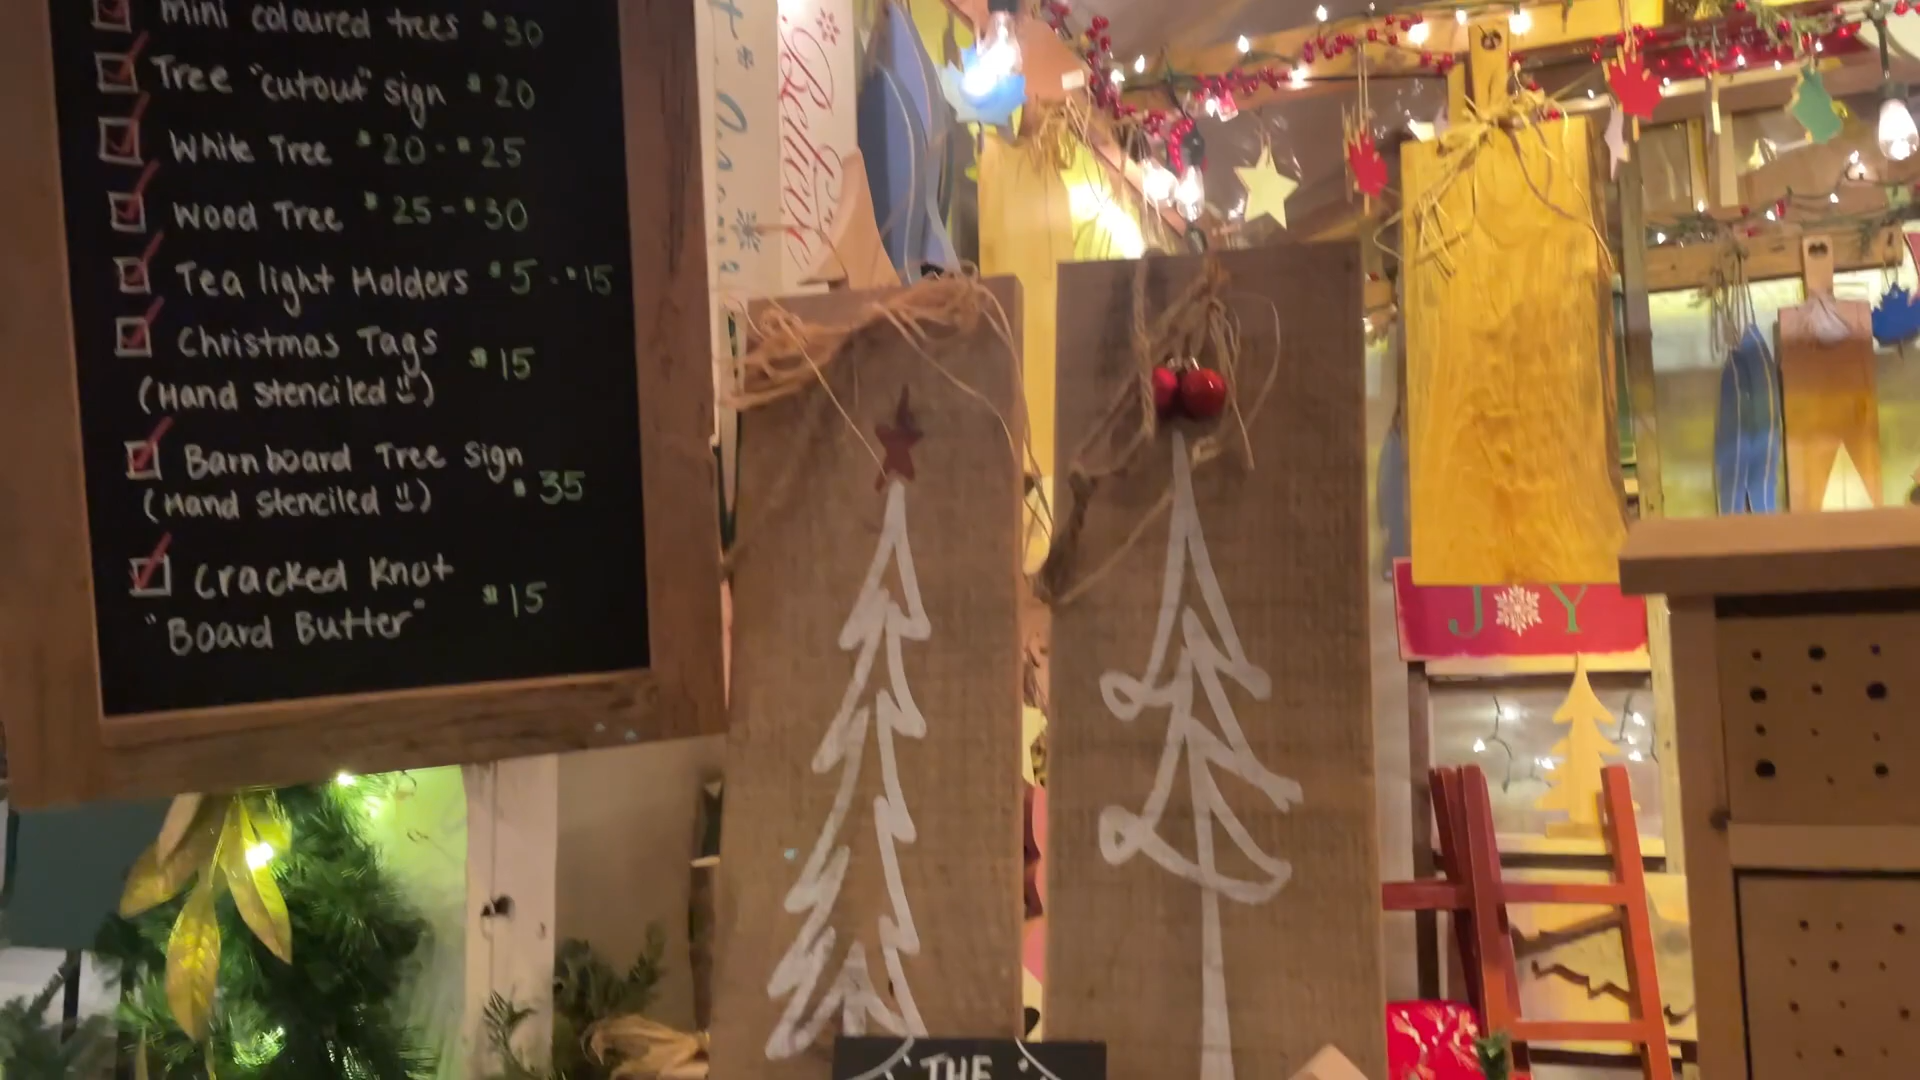 mini coloured trees $30
Tree "cutout" sign $20
White Tree $20 - $25
Wood Tree $25 - $30
Tea light Holders $5 - $15
Christmas Tags $15
(Hand Stenciled !!)
Barnboard Tree Sign $35
(Hand Stenciled !!)
Cracked Knot
"Board Butter" $15
Believe
JOY
THE